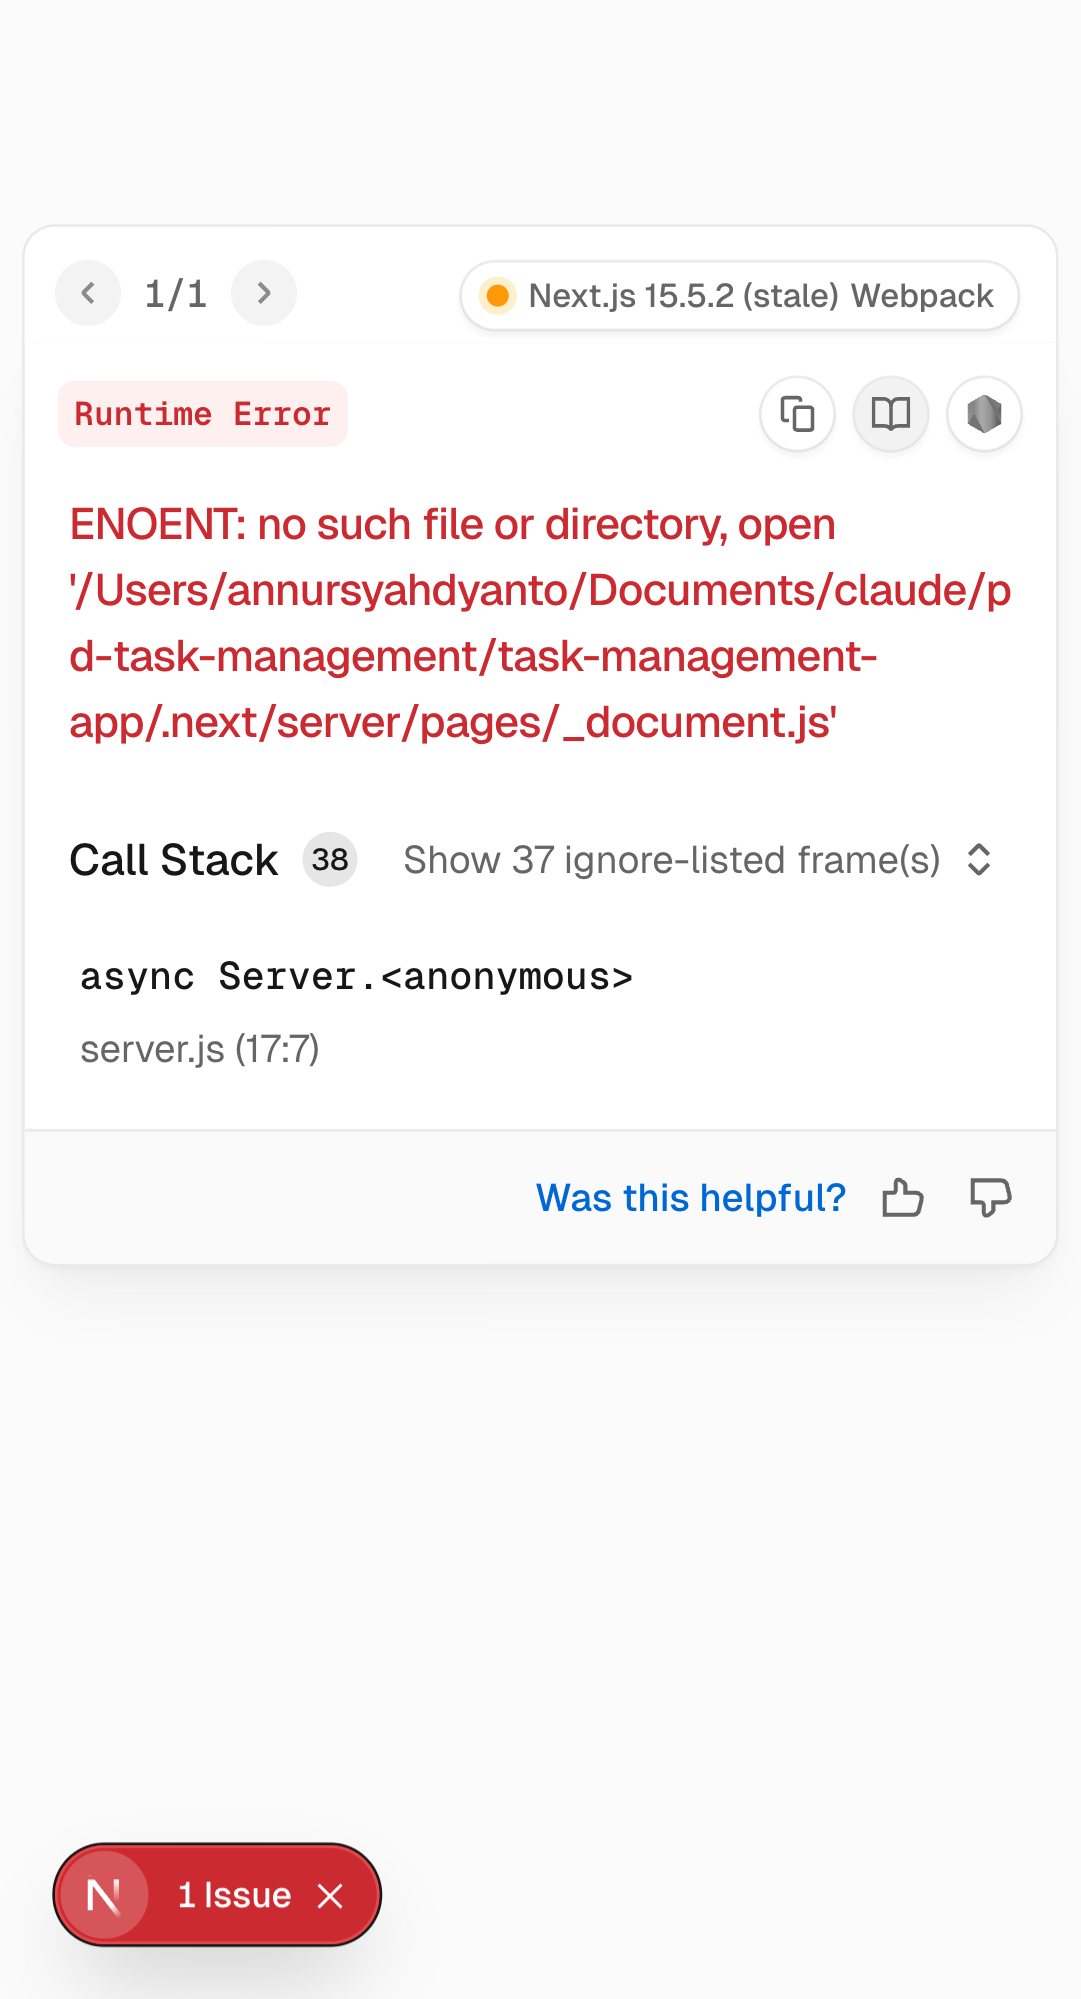 1/1
Next.js 15.5.2 (stale) Webpack
Runtime Error
ENOENT: no such file or directory, open
'/Users/annursyahdyanto/Documents/claude/p
d-task-management/task-management-
app/.next/server/pages/_document.js'
Call Stack 38 Show 37 ignore-listed frame(s)
async Server.<anonymous>
server.js (17:7)
Was this helpful?
N 1 Issue